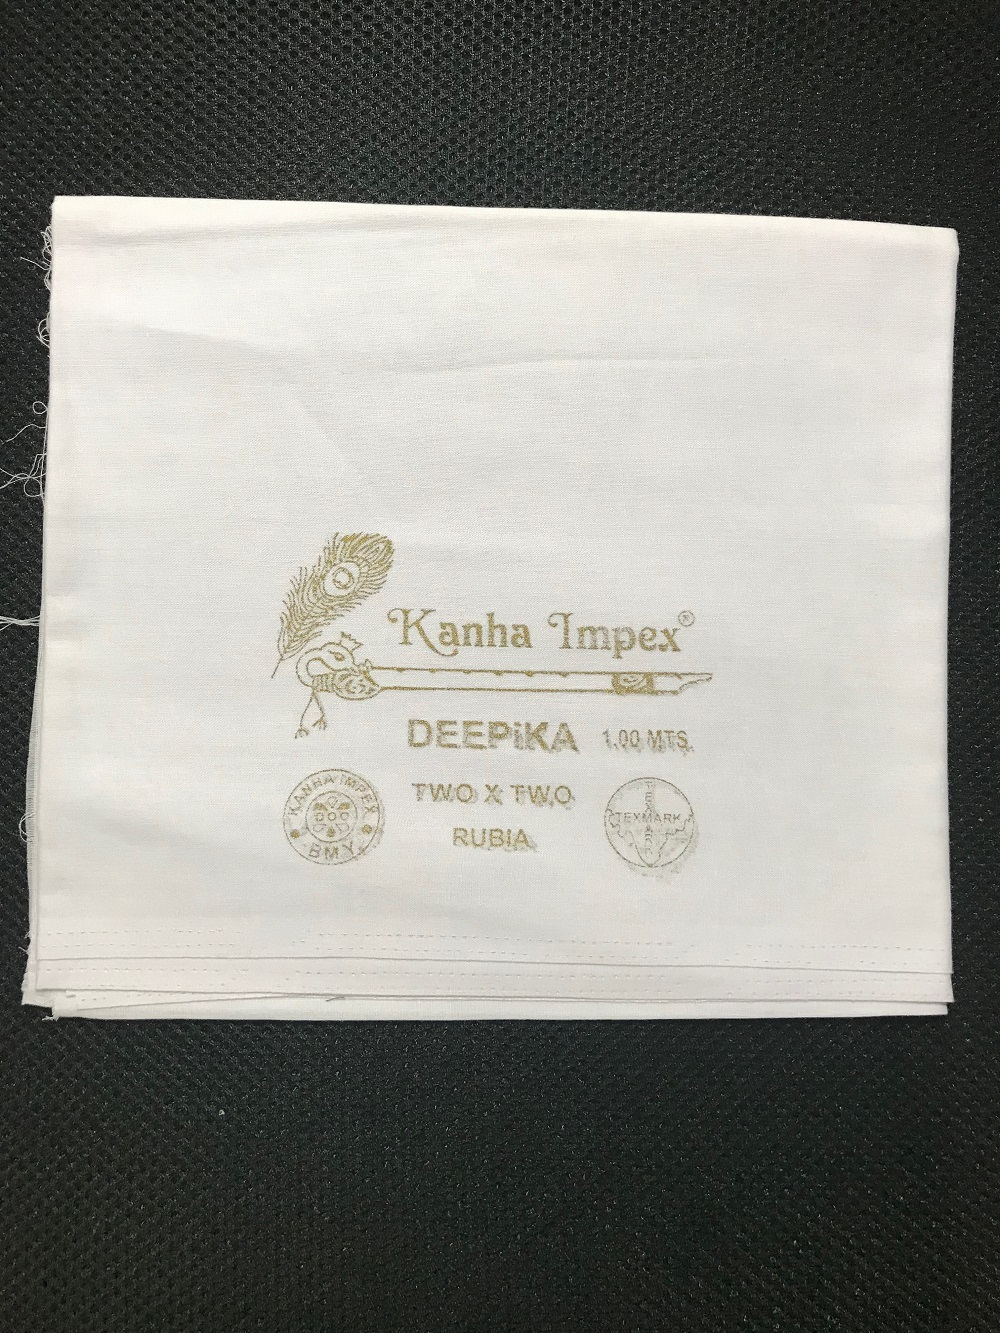 Kanha Impex®
DEEPiKA 1.00 MTS.
TWO X TWO
RUBIA
KANHA IMPEX
BMY
TEXMARK